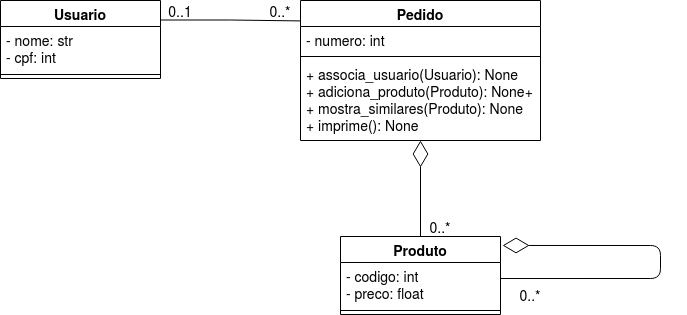 Usuario
- nome: str
- cpf: int
0..1
0..*
Pedido
- numero: int
+ associa_usuario(Usuario): None
+ adiciona_produto(Produto): None+
+ mostra_similares(Produto): None
+ imprime(): None
0..*
Produto
- codigo: int
- preco: float
0..*